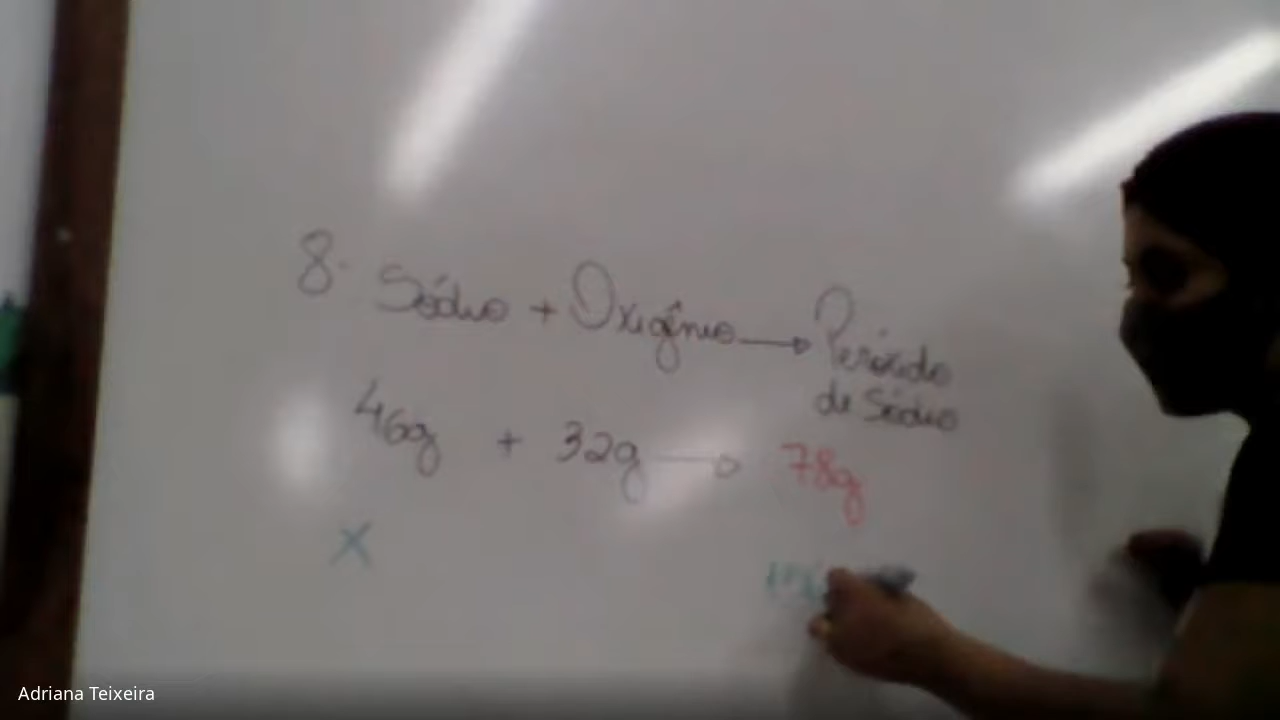 8. Sódio + Oxigênio → Peróxido
de Sódio
46g + 32g → 78g
X
Adriana Teixeira